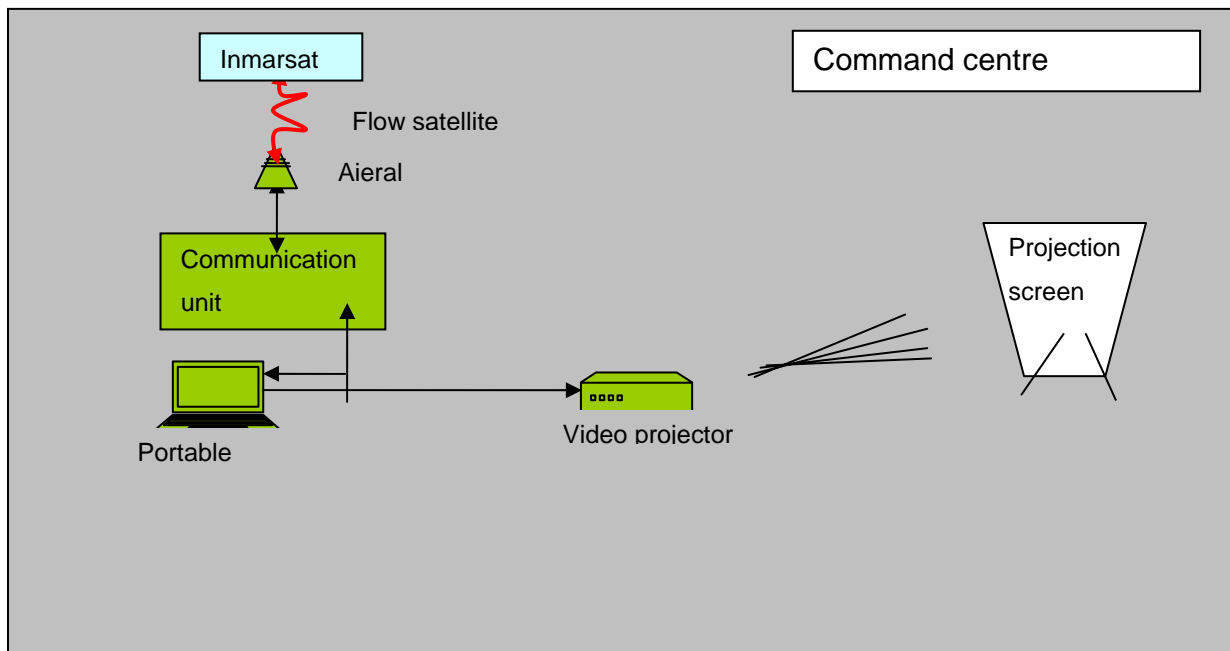 Inmarsat
Command centre
Flow satellite
Aieral
Communication
unit
Projection
screen
Portable
Video projector